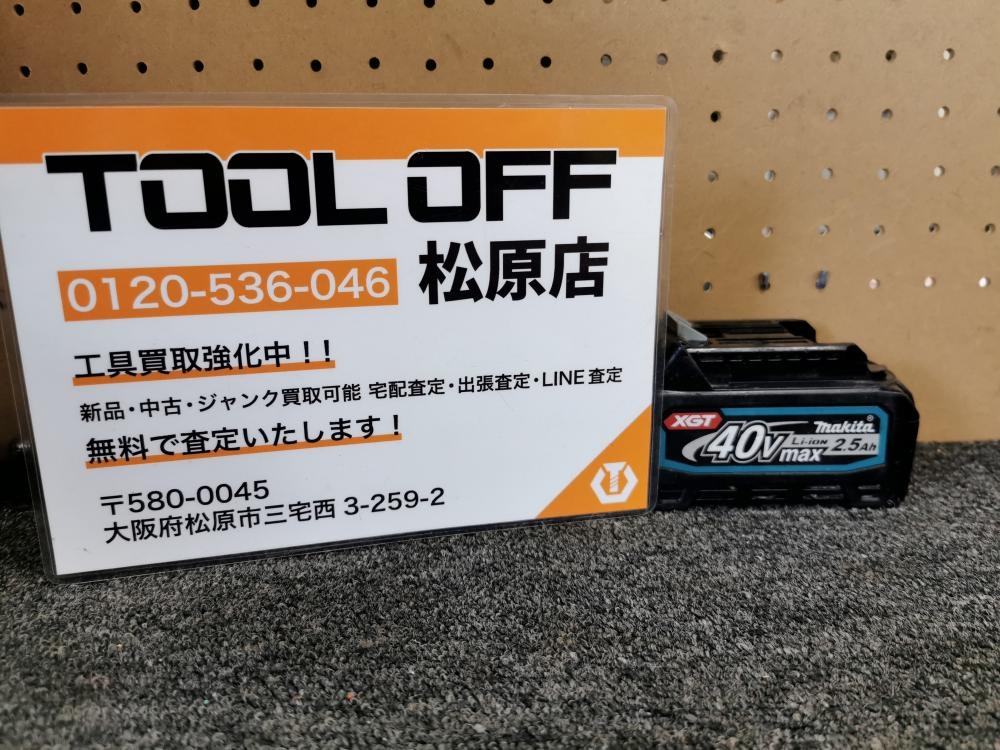 TOOL OFF
0120-536-046 松原店
工具買取強化中！！
新品・中古・ジャンク買取可能 宅配査定・出張査定・LINE査定
無料で査定いたします！
〒580-0045
大阪府松原市三宅西 3-259-2
XGT
makita®
40Vmax Li-ion 2.5Ah